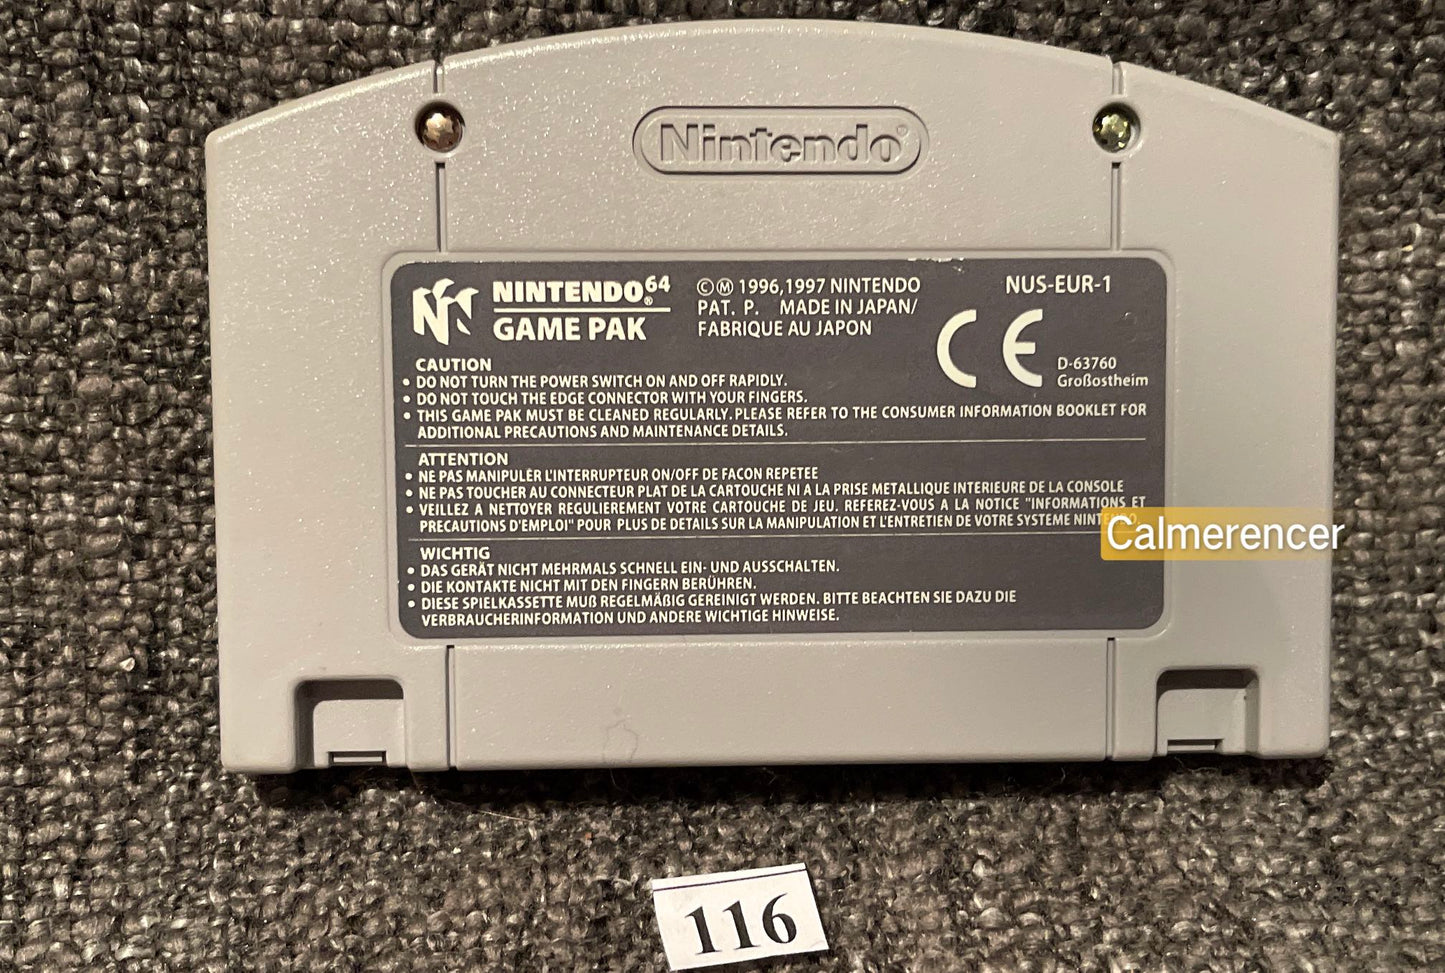 Nintendo®
NINTENDO®64
GAME PAK
©Ⓜ 1996,1997 NINTENDO
PAT. P. MADE IN JAPAN/
FABRIQUE AU JAPON
NUS-EUR-1
CE
D-63760
Großostheim
CAUTION
• DO NOT TURN THE POWER SWITCH ON AND OFF RAPIDLY.
• DO NOT TOUCH THE EDGE CONNECTOR WITH YOUR FINGERS.
• THIS GAME PAK MUST BE CLEANED REGULARLY. PLEASE REFER TO THE CONSUMER INFORMATION BOOKLET FOR
ADDITIONAL PRECAUTIONS AND MAINTENANCE DETAILS.
ATTENTION
• NE PAS MANIPULER L'INTERRUPTEUR ON/OFF DE FACON REPETEE
• NE PAS TOUCHER AU CONNECTEUR PLAT DE LA CARTOUCHE NI A LA PRISE METALLIQUE INTERIEURE DE LA CONSOLE
• VEILLEZ A NETTOYER REGULIEREMENT VOTRE CARTOUCHE DE JEU. REFEREZ-VOUS A LA NOTICE "INFORMATIONS ET
PRECAUTIONS D'EMPLOI" POUR PLUS DE DETAILS SUR LA MANIPULATION ET L'ENTRETIEN DE VOTRE SYSTEME NINTENDO.
Calmerencer
WICHTIG
• DAS GERÄT NICHT MEHRMALS SCHNELL EIN- UND AUSSCHALTEN.
• DIE KONTAKTE NICHT MIT DEN FINGERN BERÜHREN.
• DIESE SPIELKASSETTE MUß REGELMÄßIG GEREINIGT WERDEN. BITTE BEACHTEN SIE DAZU DIE
VERBRAUCHERINFORMATION UND ANDERE WICHTIGE HINWEISE.
116